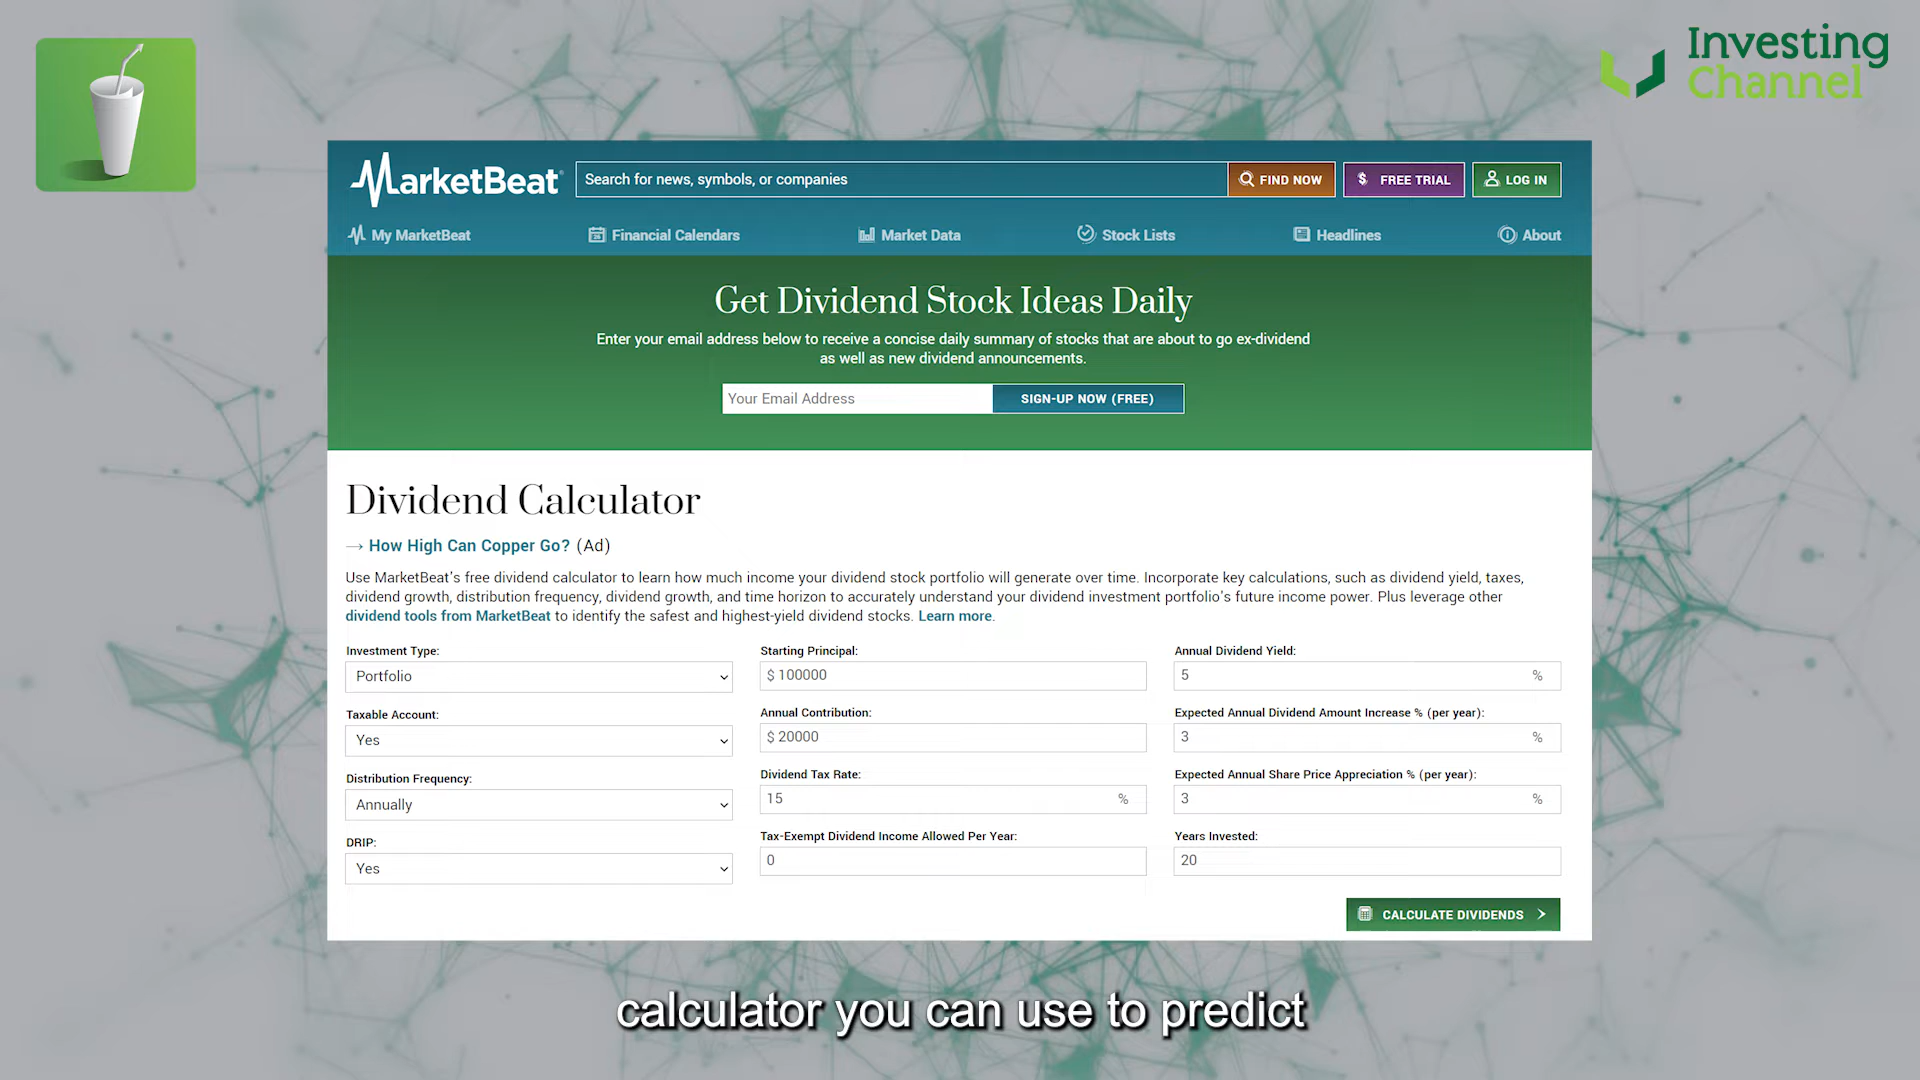 Investing
Channel
MarketBeat
Search for news, symbols, or companies
FIND NOW
FREE TRIAL
LOG IN
My MarketBeat
Financial Calendars
Market Data
Stock Lists
Headlines
About
Get Dividend Stock Ideas Daily
Enter your email address below to receive a concise daily summary of stocks that are about to go ex-dividend
as well as new dividend announcements.
Your Email Address
SIGN-UP NOW (FREE)
Dividend Calculator
→ How High Can Copper Go? (Ad)
Use MarketBeat's free dividend calculator to learn how much income your dividend stock portfolio will generate over time. Incorporate key calculations, such as dividend yield, taxes,
dividend growth, distribution frequency, dividend growth, and time horizon to accurately understand your dividend investment portfolio's future income power. Plus leverage other
dividend tools from MarketBeat to identify the safest and highest-yield dividend stocks. Learn more.
Investment Type:
Portfolio
Taxable Account:
Yes
Distribution Frequency:
Annually
DRIP:
Yes
Starting Principal:
$ 100000
Annual Contribution:
$ 20000
Dividend Tax Rate:
15 %
Tax-Exempt Dividend Income Allowed Per Year:
0
Annual Dividend Yield:
5 %
Expected Annual Dividend Amount Increase % (per year):
3 %
Expected Annual Share Price Appreciation % (per year):
3 %
Years Invested:
20
CALCULATE DIVIDENDS
calculator you can use to predict